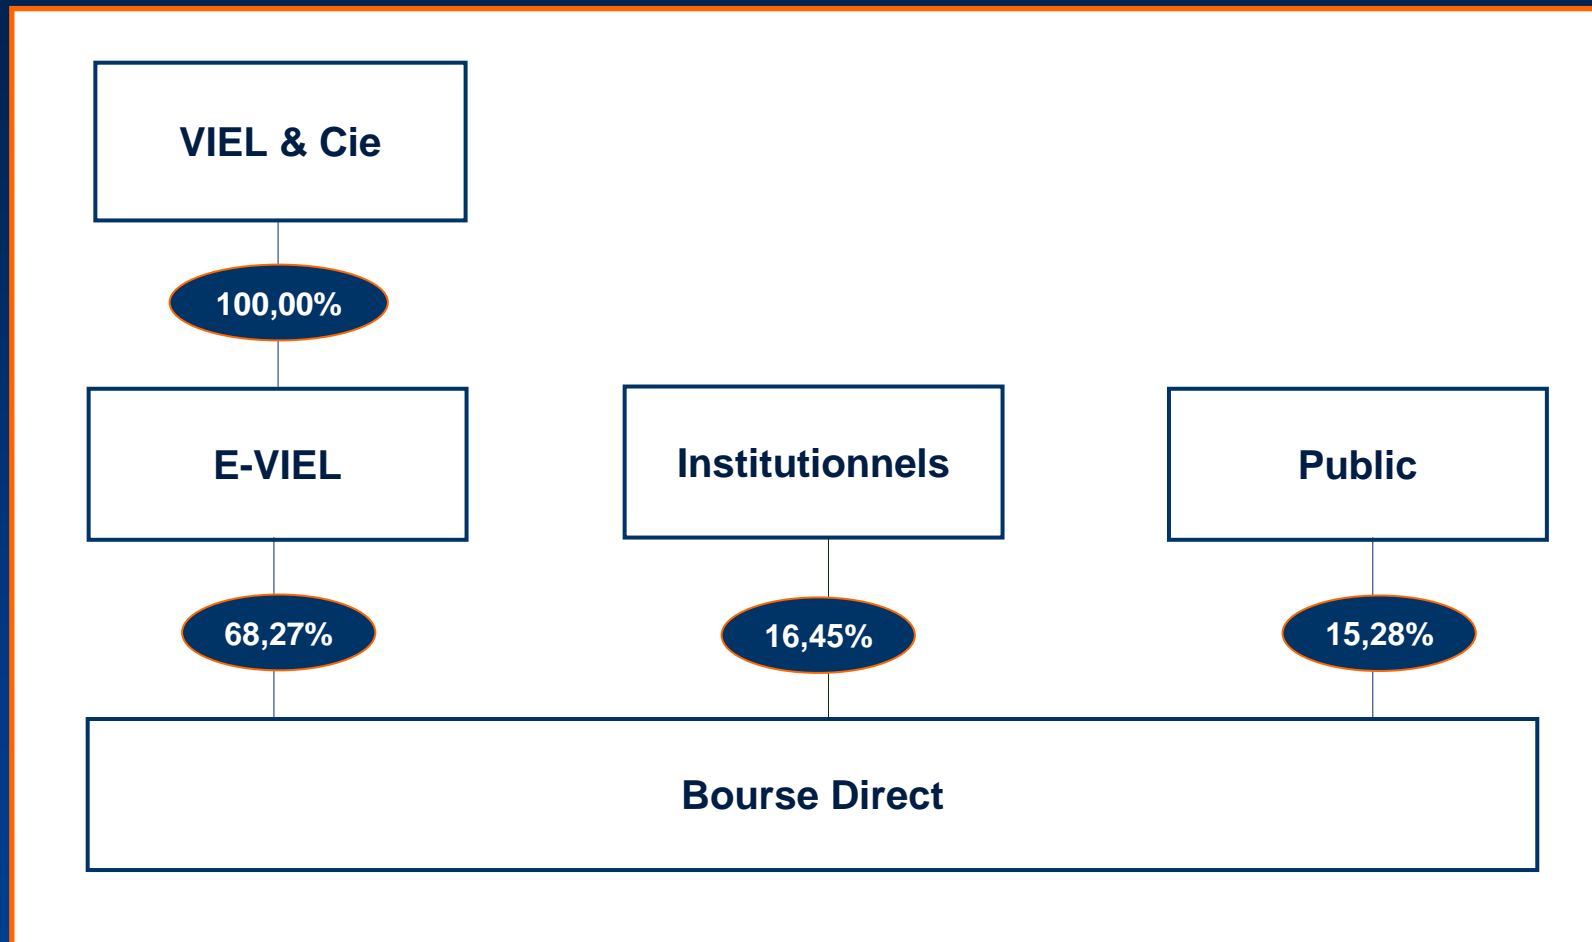 VIEL & Cie
100,00%
E-VIEL
Institutionnels
Public
68,27%
16,45%
15,28%
Bourse Direct